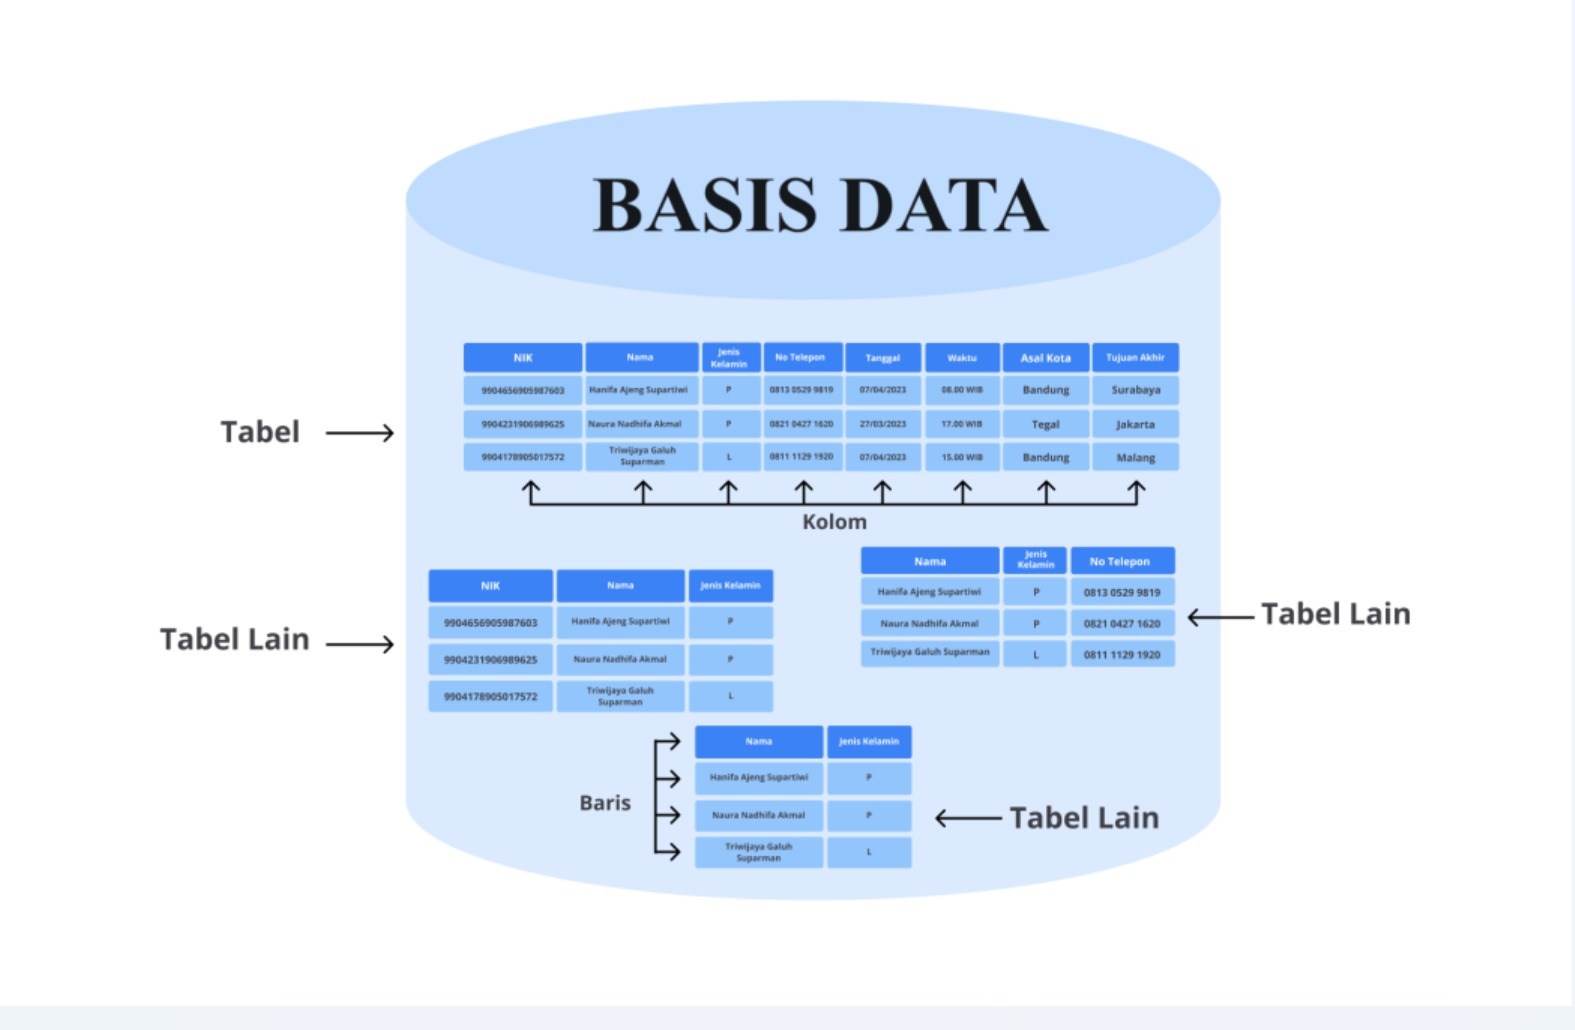 BASIS DATA
NIK Nama Jenis Kelamin No Telepon Tanggal Waktu Asal Kota Tujuan Akhir
9904656905987603 Hanifa Ajeng Supartiwi P 0813 0529 9819 07/04/2023 08.00 WIB Bandung Surabaya
9904231906989625 Naura Nadhifa Akmal P 0821 0427 1620 27/03/2023 17.00 WIB Tegal Jakarta
9904178905017572 Triwijaya Galuh Suparman L 0811 1129 1920 07/04/2023 15.00 WIB Bandung Malang
Tabel
Kolom
NIK Nama Jenis Kelamin
9904656905987603 Hanifa Ajeng Supartiwi P
9904231906989625 Naura Nadhifa Akmal P
9904178905017572 Triwijaya Galuh Suparman L
Tabel Lain
Nama Jenis Kelamin No Telepon
Hanifa Ajeng Supartiwi P 0813 0529 9819
Naura Nadhifa Akmal P 0821 0427 1620
Triwijaya Galuh Suparman L 0811 1129 1920
Tabel Lain
Nama Jenis Kelamin
Hanifa Ajeng Supartiwi P
Naura Nadhifa Akmal P
Triwijaya Galuh Suparman L
Baris
Tabel Lain